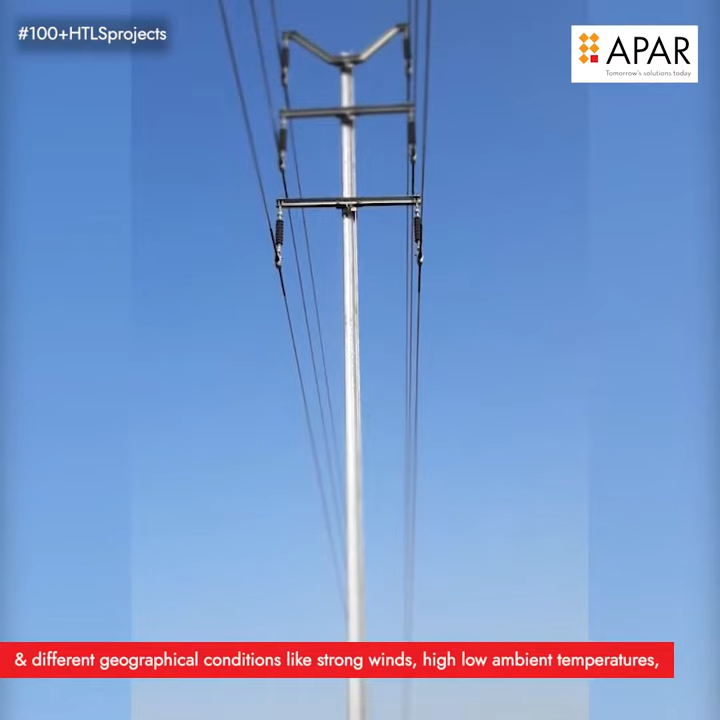 #100+HTLSprojects
APAR
Tomorrow's solutions today
& different geographical conditions like strong winds, high low ambient temperatures,